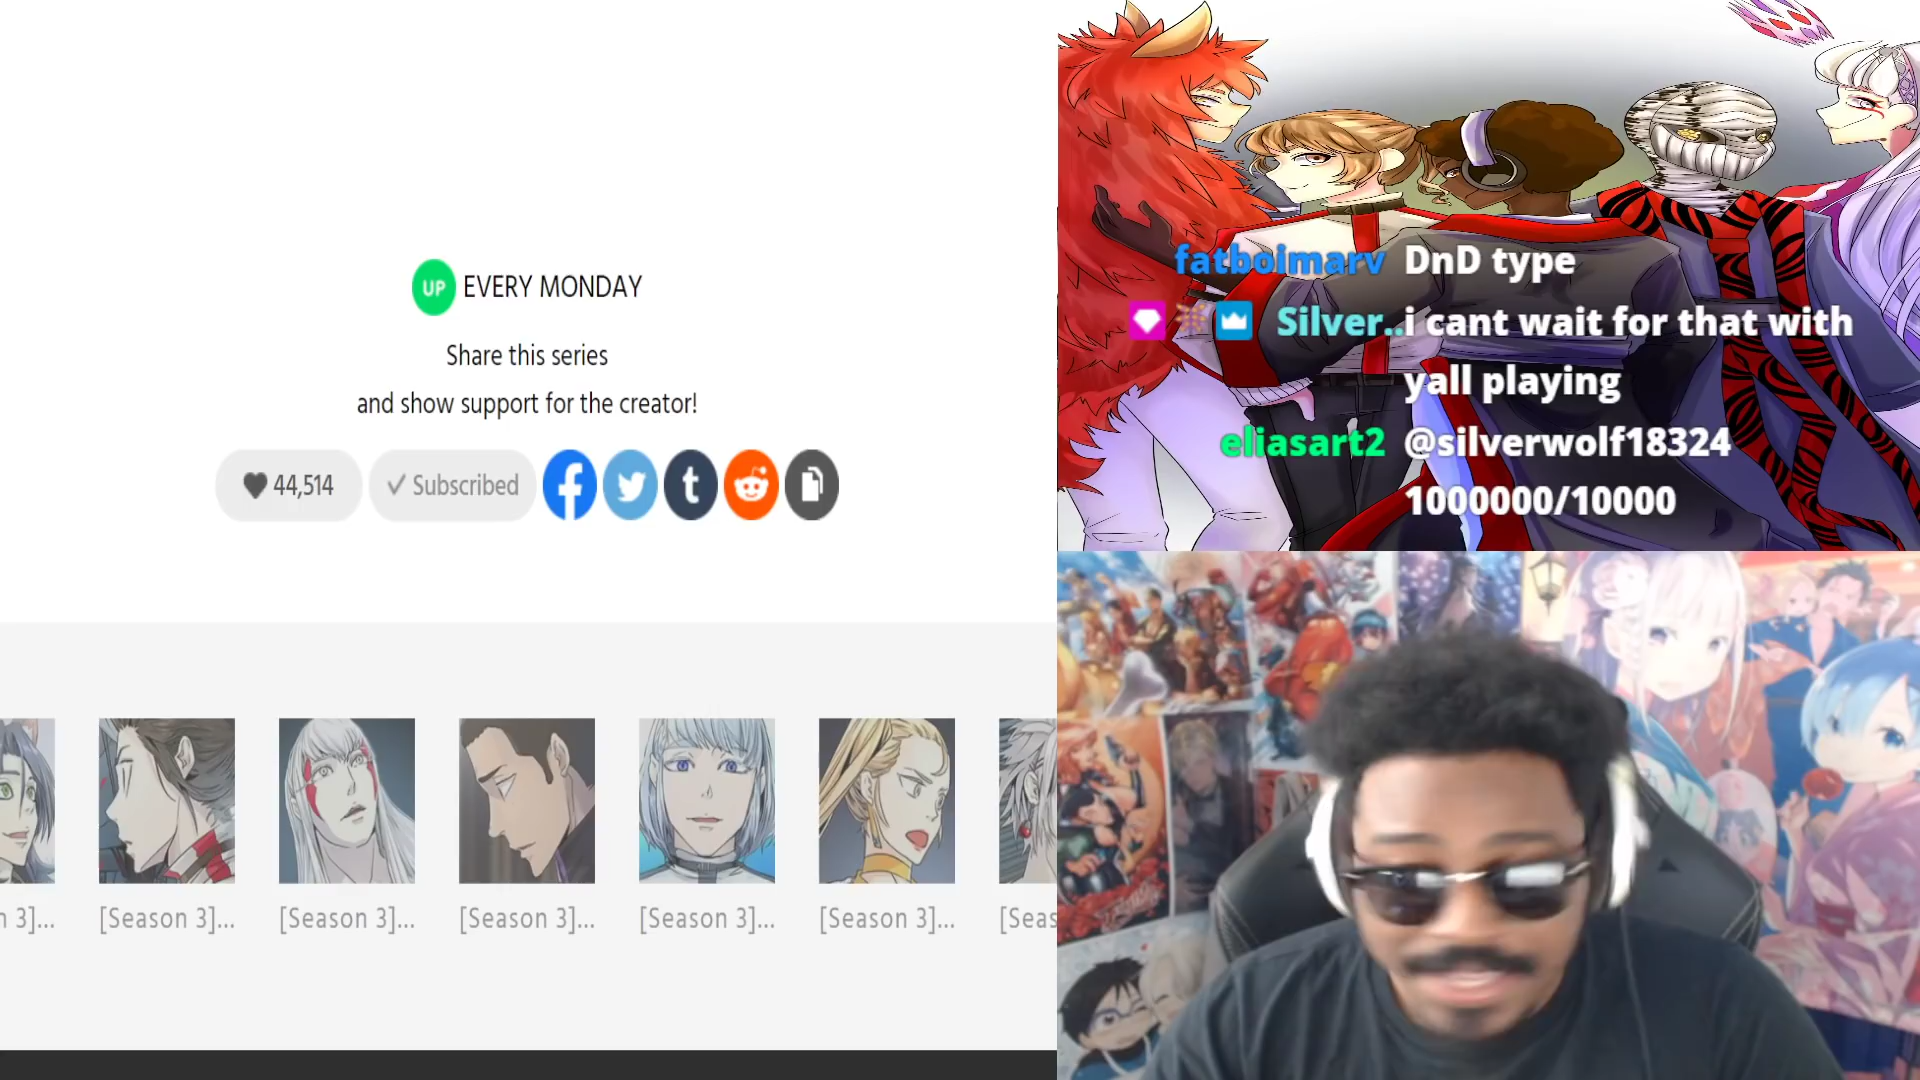 UP EVERY MONDAY
Share this series
and show support for the creator!
44,514 Subscribed
n 3]... [Season 3]... [Season 3]... [Season 3]... [Season 3]... [Season 3]... [Seas
fatboimarv DnD type
Silver.. i cant wait for that with
yall playing
eliasart2 @silverwolf18324
1000000/10000